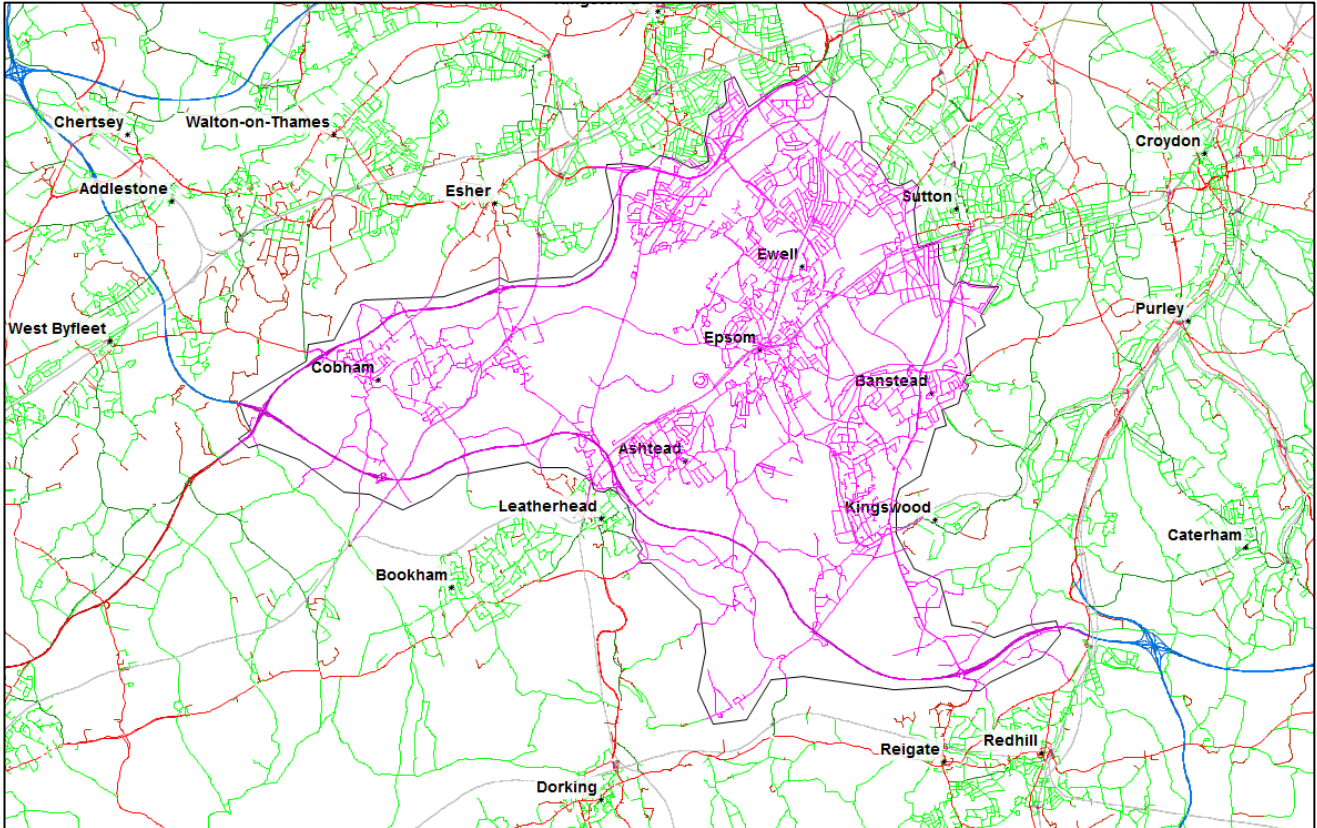 Chertsey
Walton-on-Thames
Croydon
Addlestone
Esher
Sutton
Ewell
West Byfleet
Purley
Epsom
Cobham
Banstead
Ashtead
Leatherhead
Kingswood
Caterham
Bookham
Reigate
Redhill
Dorking